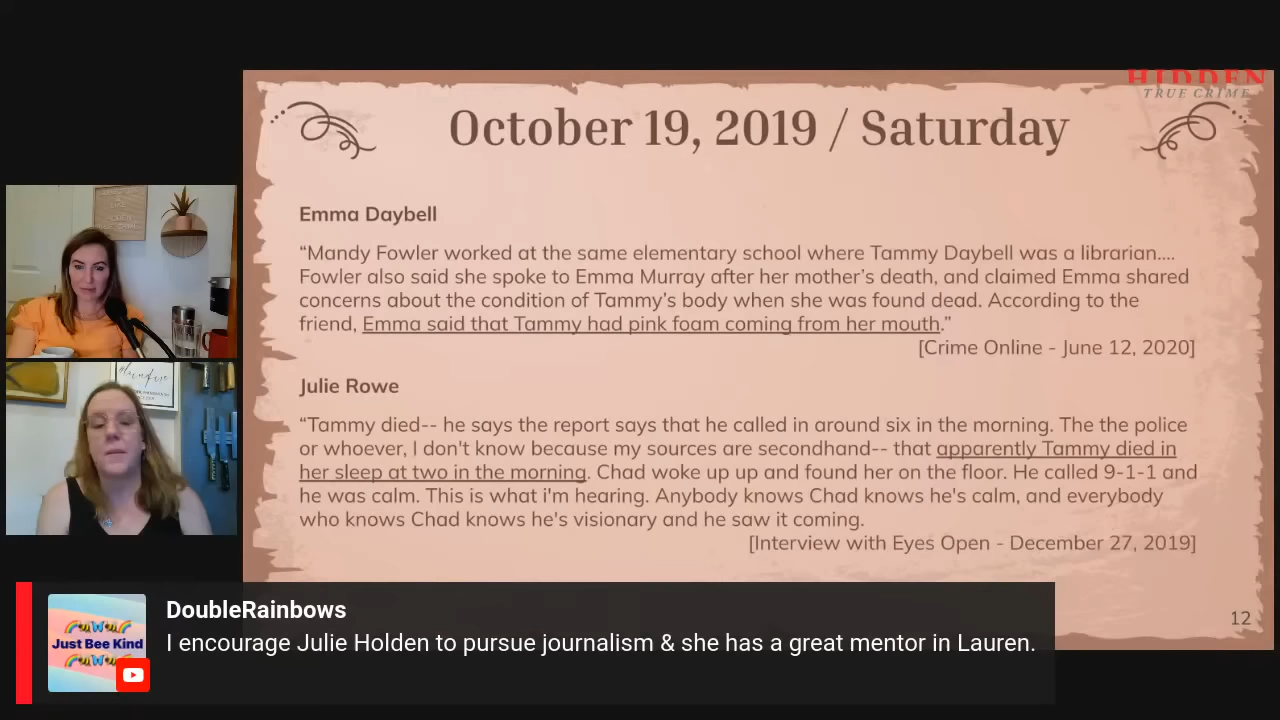 HIDDEN
TRUE CRIME
October 19, 2019 / Saturday
Emma Daybell
“Mandy Fowler worked at the same elementary school where Tammy Daybell was a librarian....
Fowler also said she spoke to Emma Murray after her mother’s death, and claimed Emma shared
concerns about the condition of Tammy’s body when she was found dead. According to the
friend, Emma said that Tammy had pink foam coming from her mouth.”
[Crime Online - June 12, 2020]
Julie Rowe
“Tammy died-- he says the report says that he called in around six in the morning. The the police
or whoever, I don't know because my sources are secondhand-- that apparently Tammy died in
her sleep at two in the morning. Chad woke up up and found her on the floor. He called 9-1-1 and
he was calm. This is what i'm hearing. Anybody knows Chad knows he's calm, and everybody
who knows Chad knows he's visionary and he saw it coming.
[Interview with Eyes Open - December 27, 2019]
12
Just Bee Kind
DoubleRainbows
I encourage Julie Holden to pursue journalism & she has a great mentor in Lauren.